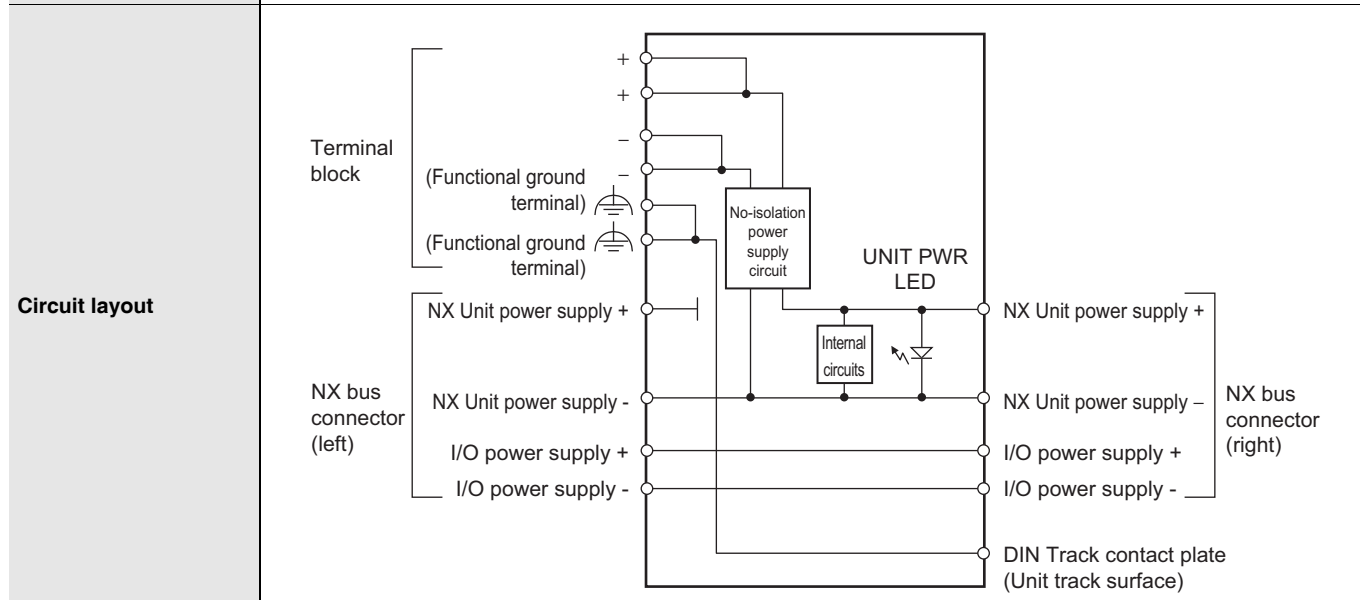 Circuit layout
Terminal
block
+
+
−
−
(Functional ground
terminal)
(Functional ground
terminal)
NX bus
connector
(left)
NX Unit power supply +
NX Unit power supply -
I/O power supply +
I/O power supply -
No-isolation
power
supply
circuit
UNIT PWR
LED
Internal
circuits
NX Unit power supply +
NX Unit power supply −
I/O power supply +
I/O power supply -
NX bus
connector
(right)
DIN Track contact plate
(Unit track surface)